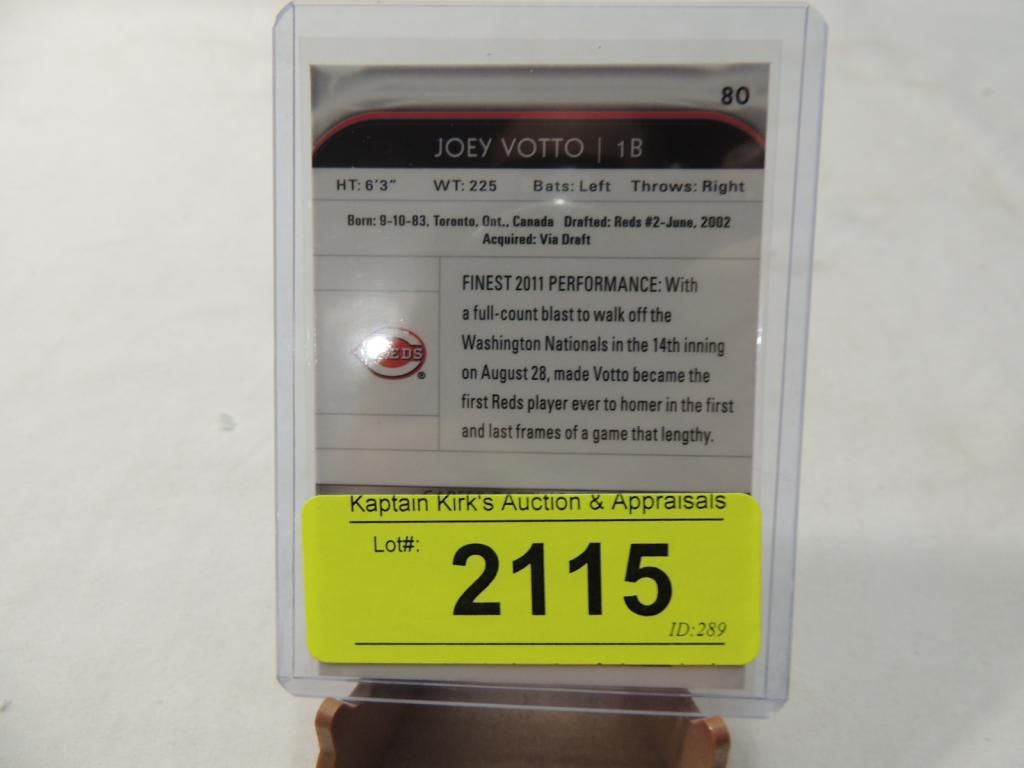 80
JOEY VOTTO | 1B
HT: 6'3" WT: 225 Bats: Left Throws: Right
Born: 9-10-83, Toronto, Ont., Canada Drafted: Reds #2-June, 2002
Acquired: Via Draft
FINEST 2011 PERFORMANCE: With
a full-count blast to walk off the
Washington Nationals in the 14th inning
on August 28, made Votto became the
first Reds player ever to homer in the first
and last frames of a game that lengthy.
REDS
®
Kaptain Kirk's Auction & Appraisals
Lot#:
2115
ID:289